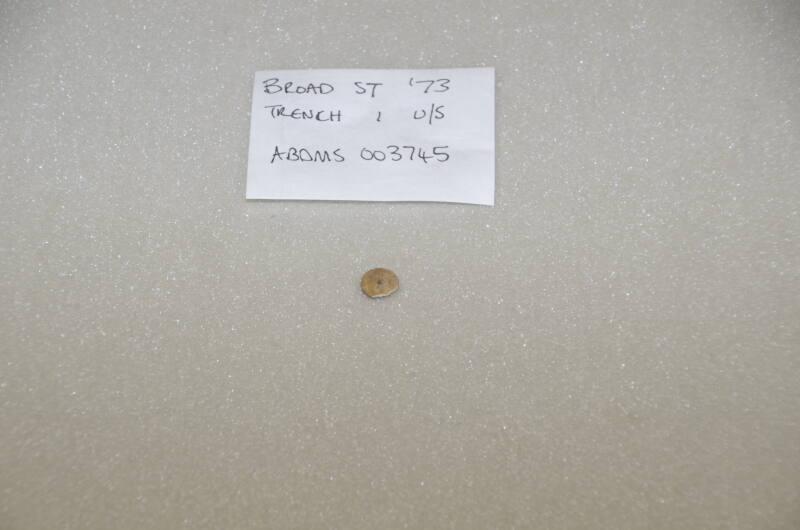 BROAD ST '73
TRENCH 1 U/S
ABDMS 003745